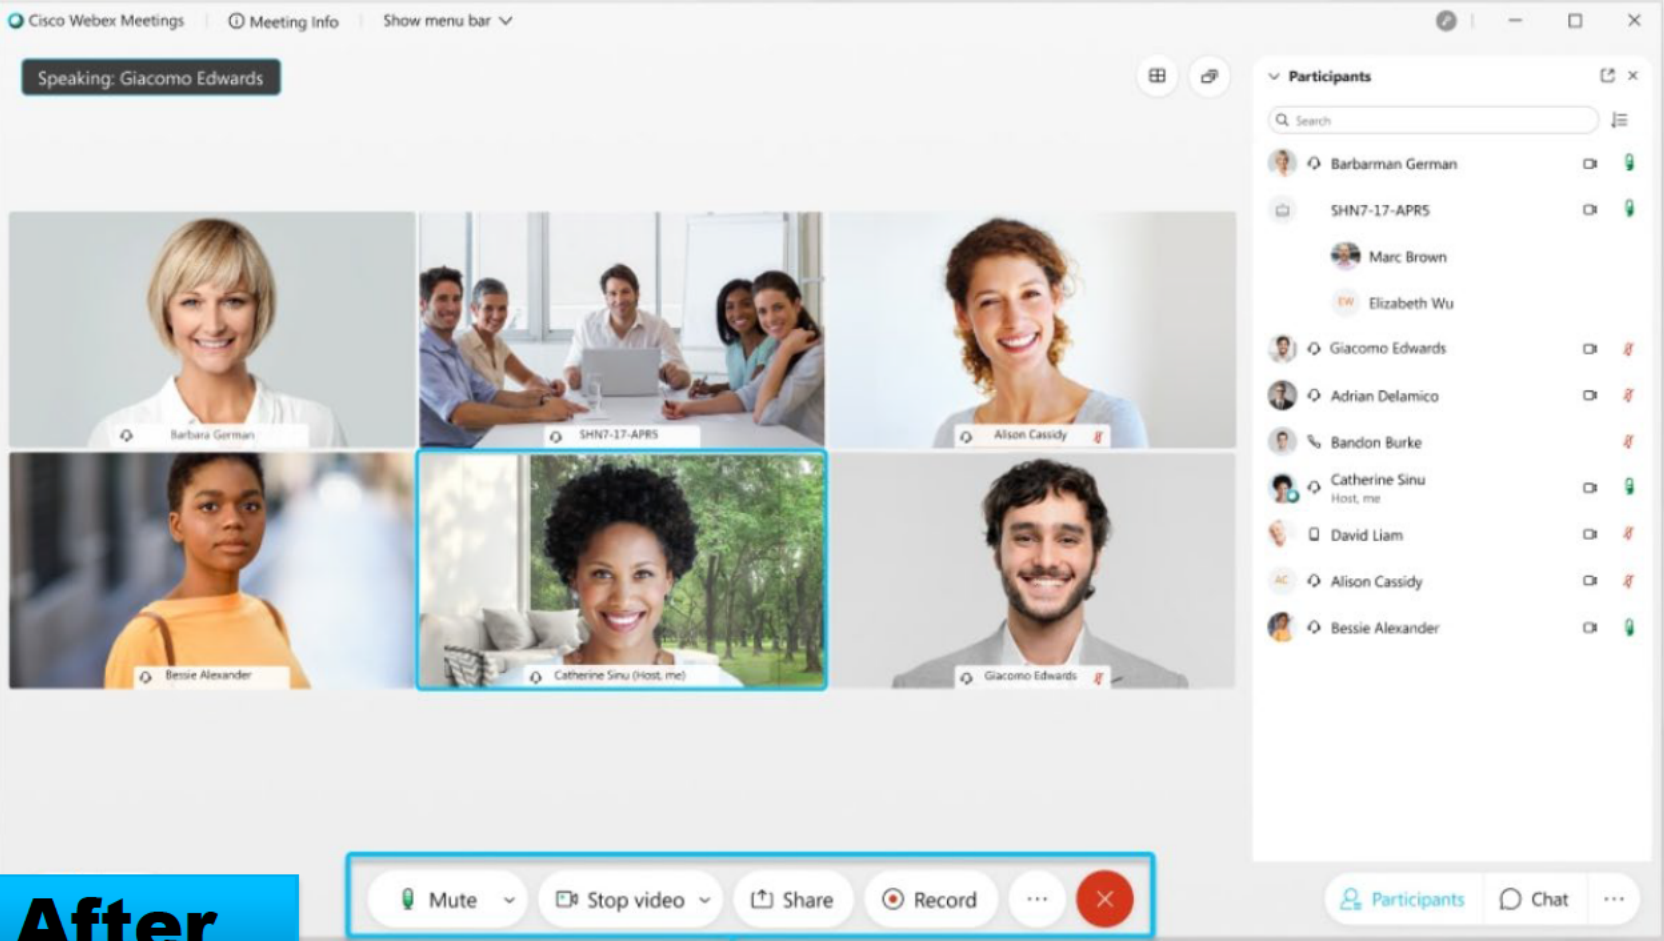 Cisco Webex Meetings
Meeting Info
Show menu bar
Speaking: Giacomo Edwards
Participants
Search
Barbarman German
SHN7-17-APR5
Marc Brown
EW
Elizabeth Wu
Giacomo Edwards
Adrian Delamico
Bandon Burke
Catherine Sinu
Host, me
David Liam
AC
Alison Cassidy
Bessie Alexander
Barbara German
SHN7-17-APR5
Alison Cassidy
Bessie Alexander
Catherine Sinu (Host, me)
Giacomo Edwards
Mute
Stop video
Share
Record
Participants
Chat
After